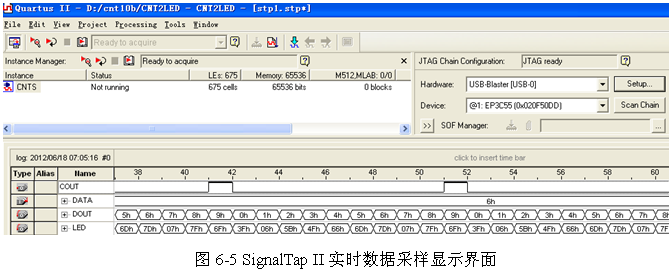 Quartus II - D:/cnt10b/CNT2LED - CNT2LED - [stp1.stp*]
File Edit View Project Processing Tools Window
Ready to acquire
Instance Manager: Ready to acquire
JTAG Chain Configuration: JTAG ready
Instance Status LEs: 675 Memory: 65536 M512,MLAB: 0/0
CNTS Not running 675 cells 65536 bits 0 blocks
Hardware: USB-Blaster [USB-0] Setup...
Device: @1: EP3C55 (0x020F50DD) Scan Chain
>> SOF Manager: ...
log: 2012/06/18 07:05:16 #0 click to insert time bar
Type Alias Name 38 40 42 44 46 48 50 52 54 56 58 60
COUT
DATA 6h
DOUT 5h 6h 7h 8h 9h 0h 1h 2h 3h 4h 5h 6h 7h 8h 9h 0h 1h 2h 3h 4h 5h 6h 7h 8h
LED 6Dh 7Dh 07h 7Fh 6Fh 3Fh 06h 5Bh 4Fh 66h 6Dh 7Dh 07h 7Fh 6Fh 3Fh 06h 5Bh 4Fh 66h 6Dh 7Dh 07h 7Fh
图 6-5 SignalTap II 实时数据采样显示界面